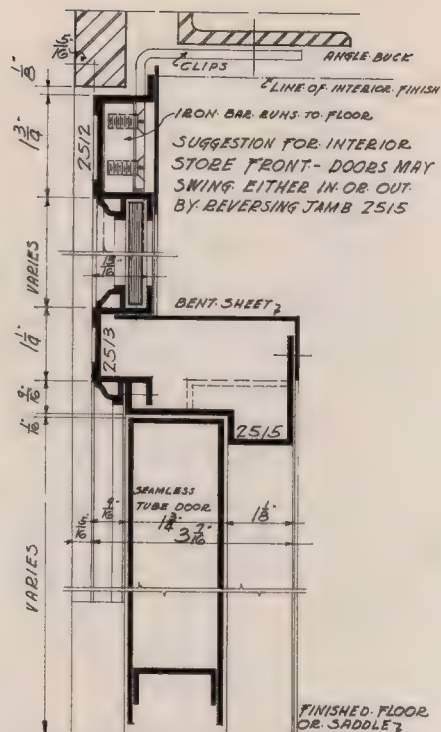 ANGLE BUCK
CLIPS
LINE OF INTERIOR FINISH
IRON BAR RUNS TO FLOOR
SUGGESTION FOR INTERIOR
STORE FRONT - DOORS MAY
SWING EITHER IN OR OUT
BY REVERSING JAMB 2515
1/8"
1 3/4"
2512
VARIES
BENT SHEET
1 1/4"
2513
9/16"
1/16"
2515
SEAMLESS
TUBE DOOR
1 3/4"
1 1/8"
3 7/16"
VARIES
FINISHED FLOOR
OR SADDLE